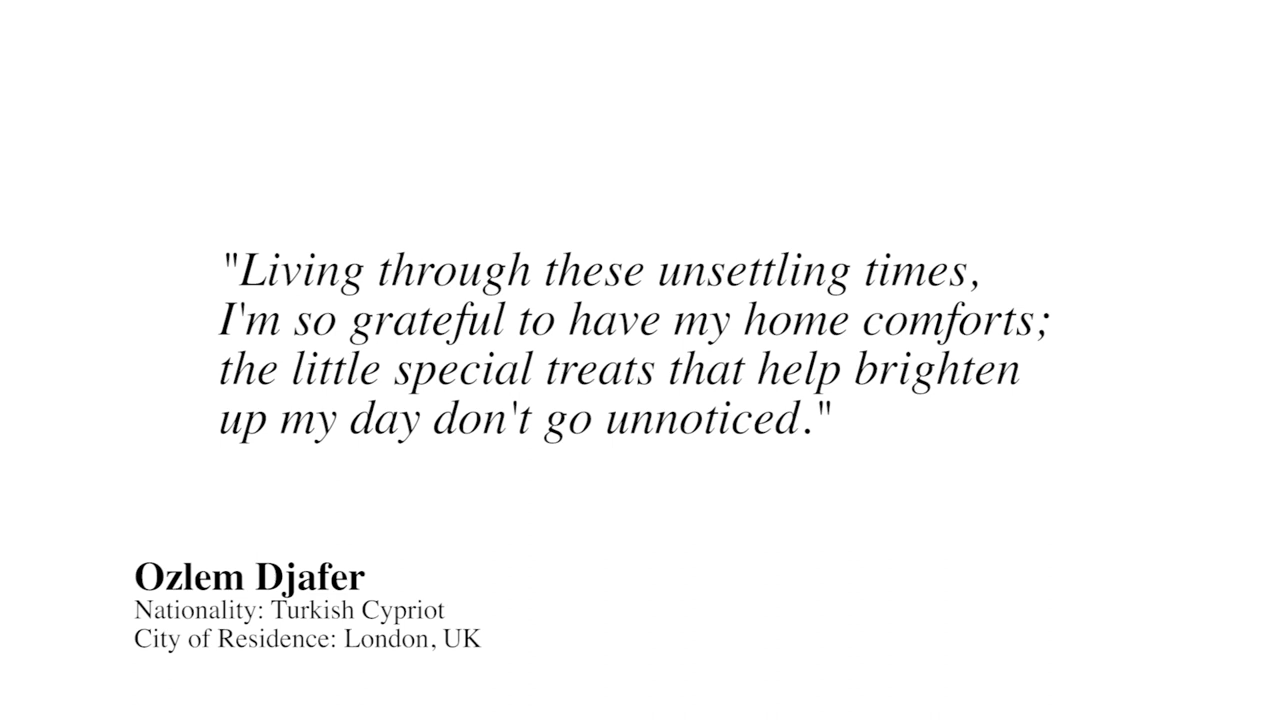 "Living through these unsettling times,
I'm so grateful to have my home comforts;
the little special treats that help brighten
up my day don't go unnoticed."
Ozlem Djafer
Nationality: Turkish Cypriot
City of Residence: London, UK